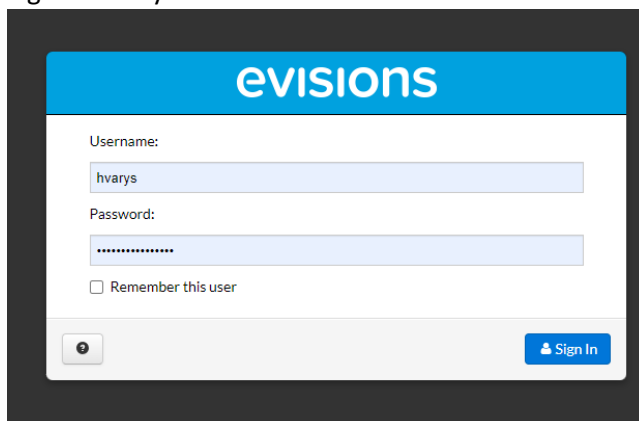 evisions
Username:
hvarys
Password:
••••••••••••••••
Remember this user
Sign In